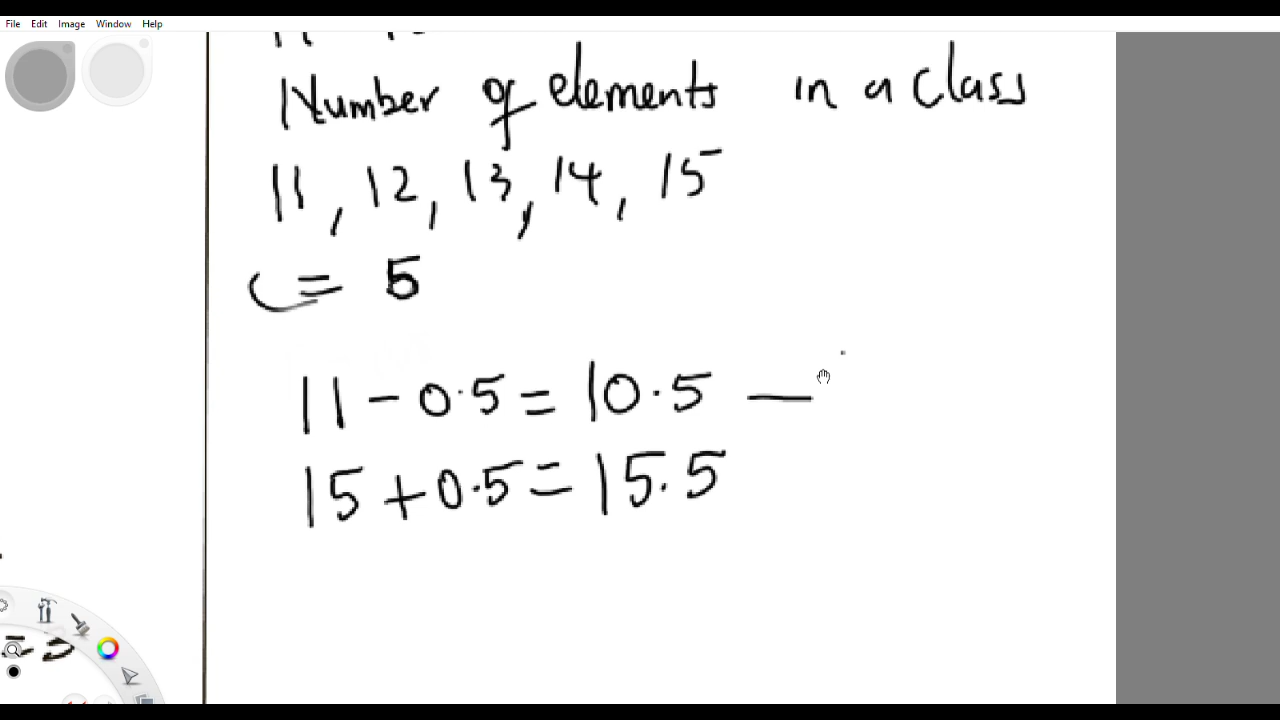 File Edit Image Window Help
Number of elements in a class
11, 12, 13, 14, 15
c = 5
11 - 0.5 = 10.5 —
15 + 0.5 = 15.5